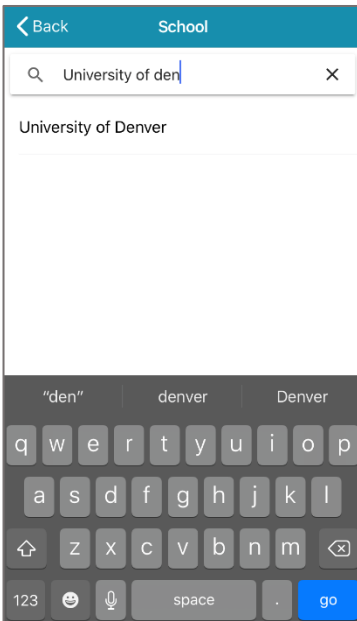 Back School
University of den
University of Denver
“den” denver Denver
q w e r t y u i o p
a s d f g h j k l
z x c v b n m
123 space . go